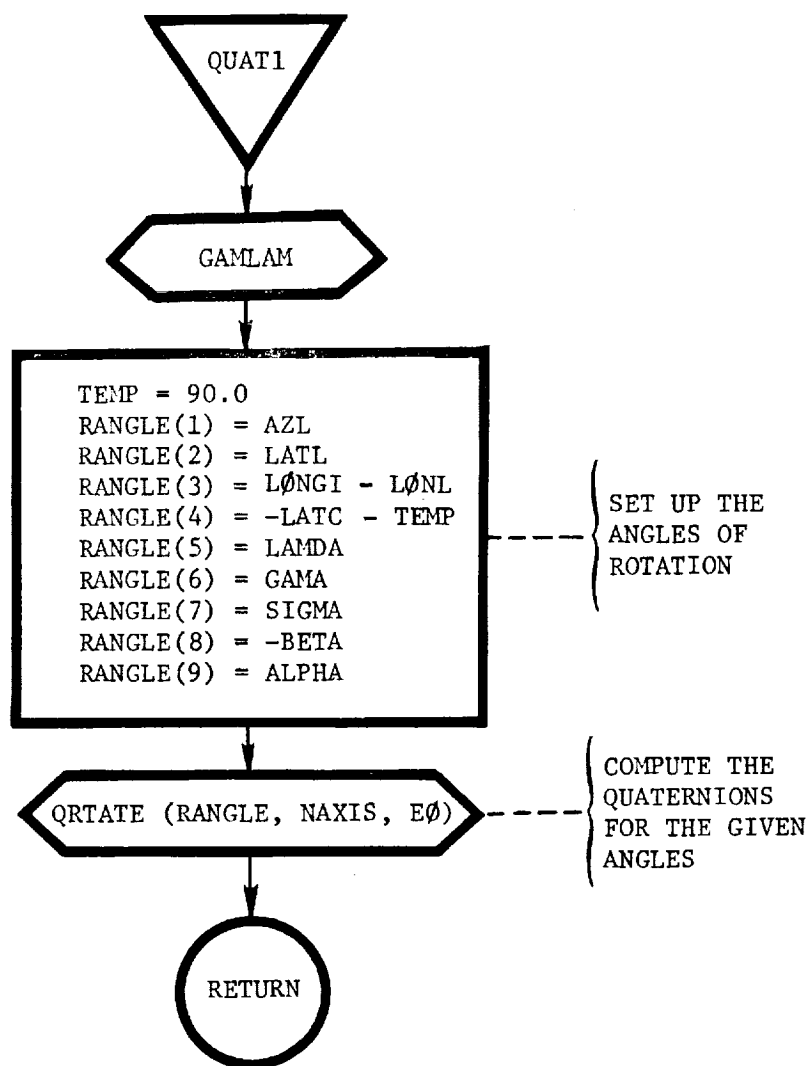 QUAT1
GAMLAM
TEMP = 90.0
RANGLE(1) = AZL
RANGLE(2) = LATL
RANGLE(3) = LØNGI - LØNL
RANGLE(4) = -LATC - TEMP
RANGLE(5) = LAMDA
RANGLE(6) = GAMA
RANGLE(7) = SIGMA
RANGLE(8) = -BETA
RANGLE(9) = ALPHA
SET UP THE
ANGLES OF
ROTATION
QRTATE (RANGLE, NAXIS, EØ)
COMPUTE THE
QUATERNIONS
FOR THE GIVEN
ANGLES
RETURN